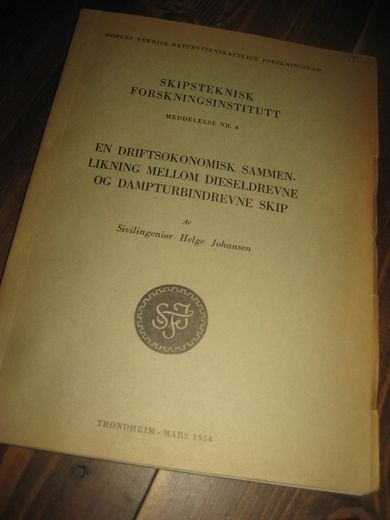 NORGES TEKNISK-NATURVITENSKAPELIGE FORSKNINGSRÅD
SKIPSTEKNISK
FORSKNINGSINSTITUTT
MEDDELELSE NR. 4
EN DRIFTSØKONOMISK SAMMEN-
LIKNING MELLOM DIESELDREVNE
OG DAMPTURBINDREVNE SKIP
Av
Sivilingeniør Helge Johansen
SFI
TRONDHEIM - MARS 1954